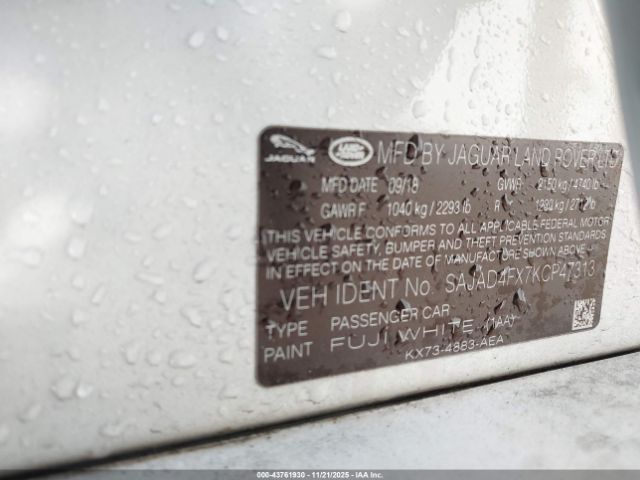 JAGUAR LAND ROVER MFD BY JAGUAR LAND ROVER LTD
MFD DATE 09/18 GVWR 2150 kg / 4740 lb
GAWR F 1040 kg / 2293 lb R
THIS VEHICLE CONFORMS TO ALL APPLICABLE FEDERAL MOTOR
VEHICLE SAFETY, BUMPER AND THEFT PREVENTION STANDARDS
IN EFFECT ON THE DATE OF MANUFACTURE SHOWN ABOVE
VEH IDENT No. SAJAD4FX7KCP47313
TYPE PASSENGER CAR
PAINT FUJI WHITE (1AA)
KX73-4883-AEA
000-43761930 — 11/21/2025 — IAA Inc.